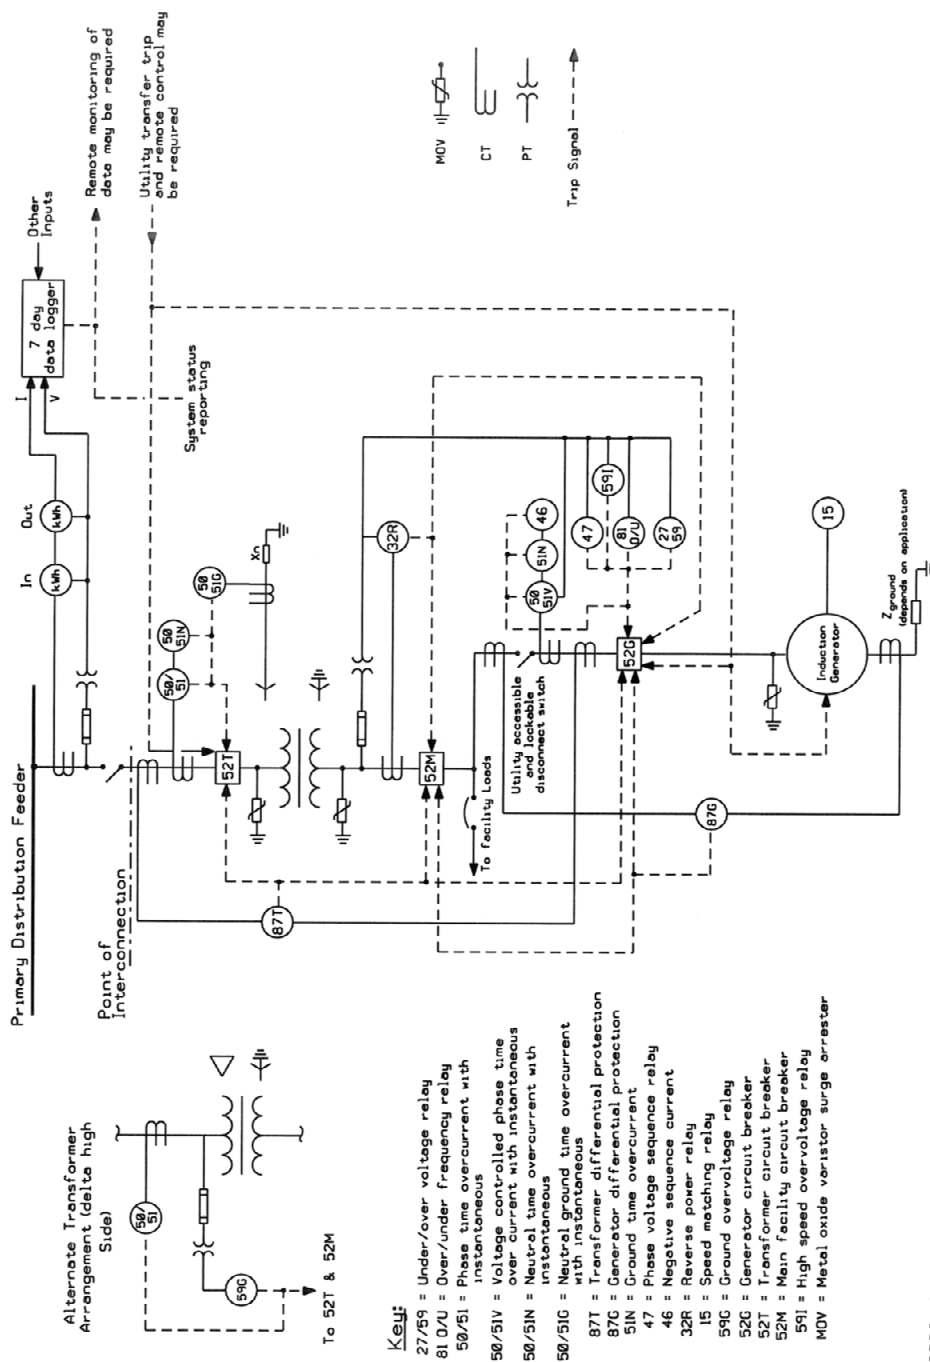 Primary Distribution Feeder
Point of
Interconnection
In
Out
kWh
kWh
I
V
7 day
data logger
Other
Inputs
Remote monitoring of
data may be required
Utility transfer trip
and remote control may
be required
System status
reporting
50/
51
50
51N
50
51G
Xn
52T
87T
32R
52M
To Facility Loads
Utility accessible
and lockable
disconnect switch
50
51V
51N
46
47
59I
81
O/U
27
59
52G
87G
Induction
Generator
15
Z ground
(depends on application)
MOV
CT
PT
Trip Signal
Alternate Transformer
Arrangement (delta high
Side)
50/
51
59G
To 52T & 52M
Key:
27/59 = Under/over voltage relay
81 O/U = Over/under frequency relay
50/51 = Phase time overcurrent with
instantaneous
50/51V = Voltage controlled phase time
over current with instantaneous
50/51N = Neutral time overcurrent with
instantaneous
50/51G = Neutral ground time overcurrent
with instantaneous
87T = Transformer differential protection
87G = Generator differential protection
51N = Ground time overcurrent
47 = Phase voltage sequence relay
46 = Negative sequence current
32R = Reverse power relay
15 = Speed matching relay
59G = Ground overvoltage relay
52G = Generator circuit breaker
52T = Transformer circuit breaker
52M = Main facility circuit breaker
59I = High speed overvoltage relay
MOV = Metal oxide varistor surge arrester